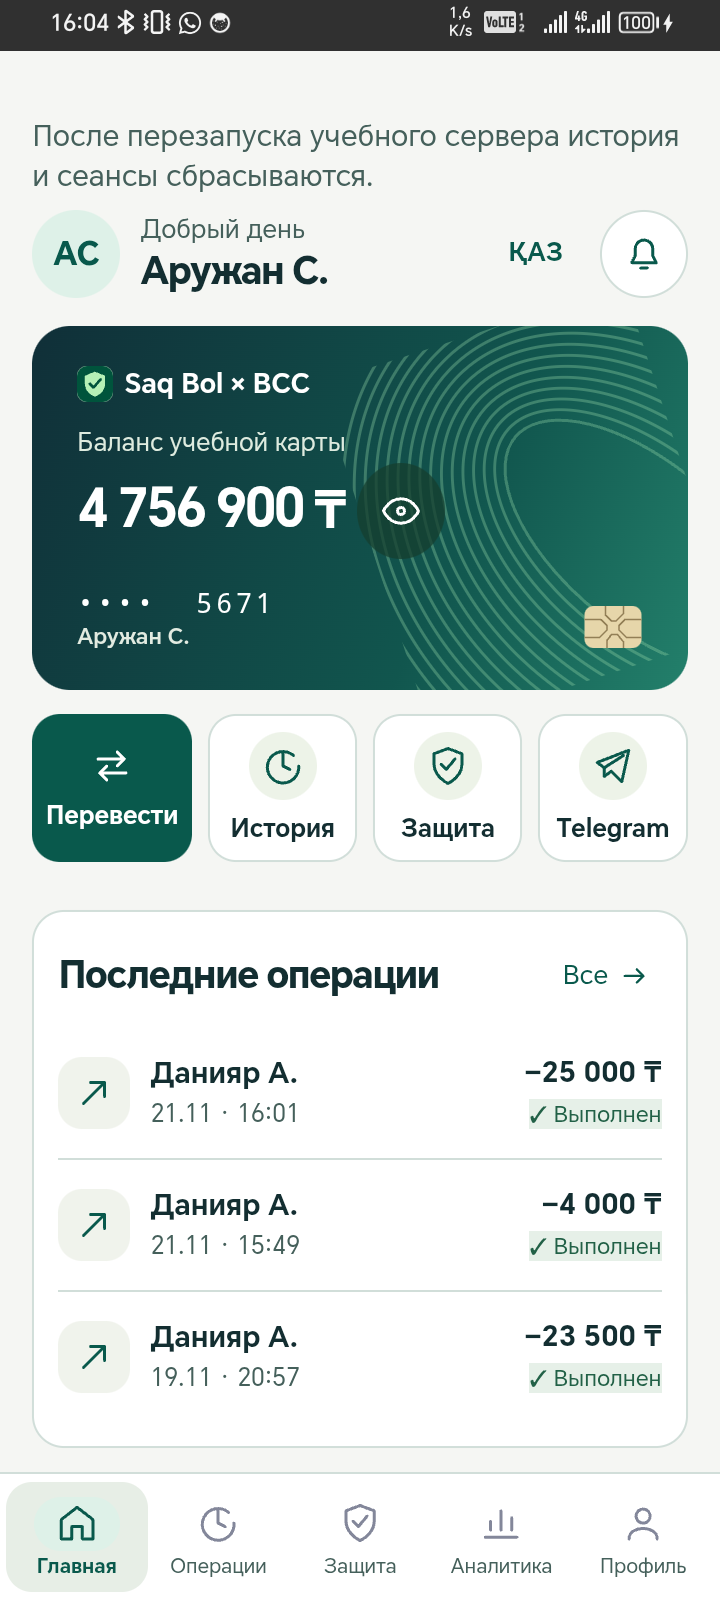 16:04
1,6 K/s VoLTE 1 2 4G 100
После перезапуска учебного сервера история
и сеансы сбрасываются.
АС
Добрый день
Аружан С.
ҚАЗ
Saq Bol × BCC
Баланс учебной карты
4 756 900 ₸
•••• 5671
Аружан С.
Перевести
История
Защита
Telegram
Последние операции
Все →
Данияр А.
−25 000 ₸
21.11 · 16:01
✓ Выполнен
Данияр А.
−4 000 ₸
21.11 · 15:49
✓ Выполнен
Данияр А.
−23 500 ₸
19.11 · 20:57
✓ Выполнен
Главная
Операции
Защита
Аналитика
Профиль